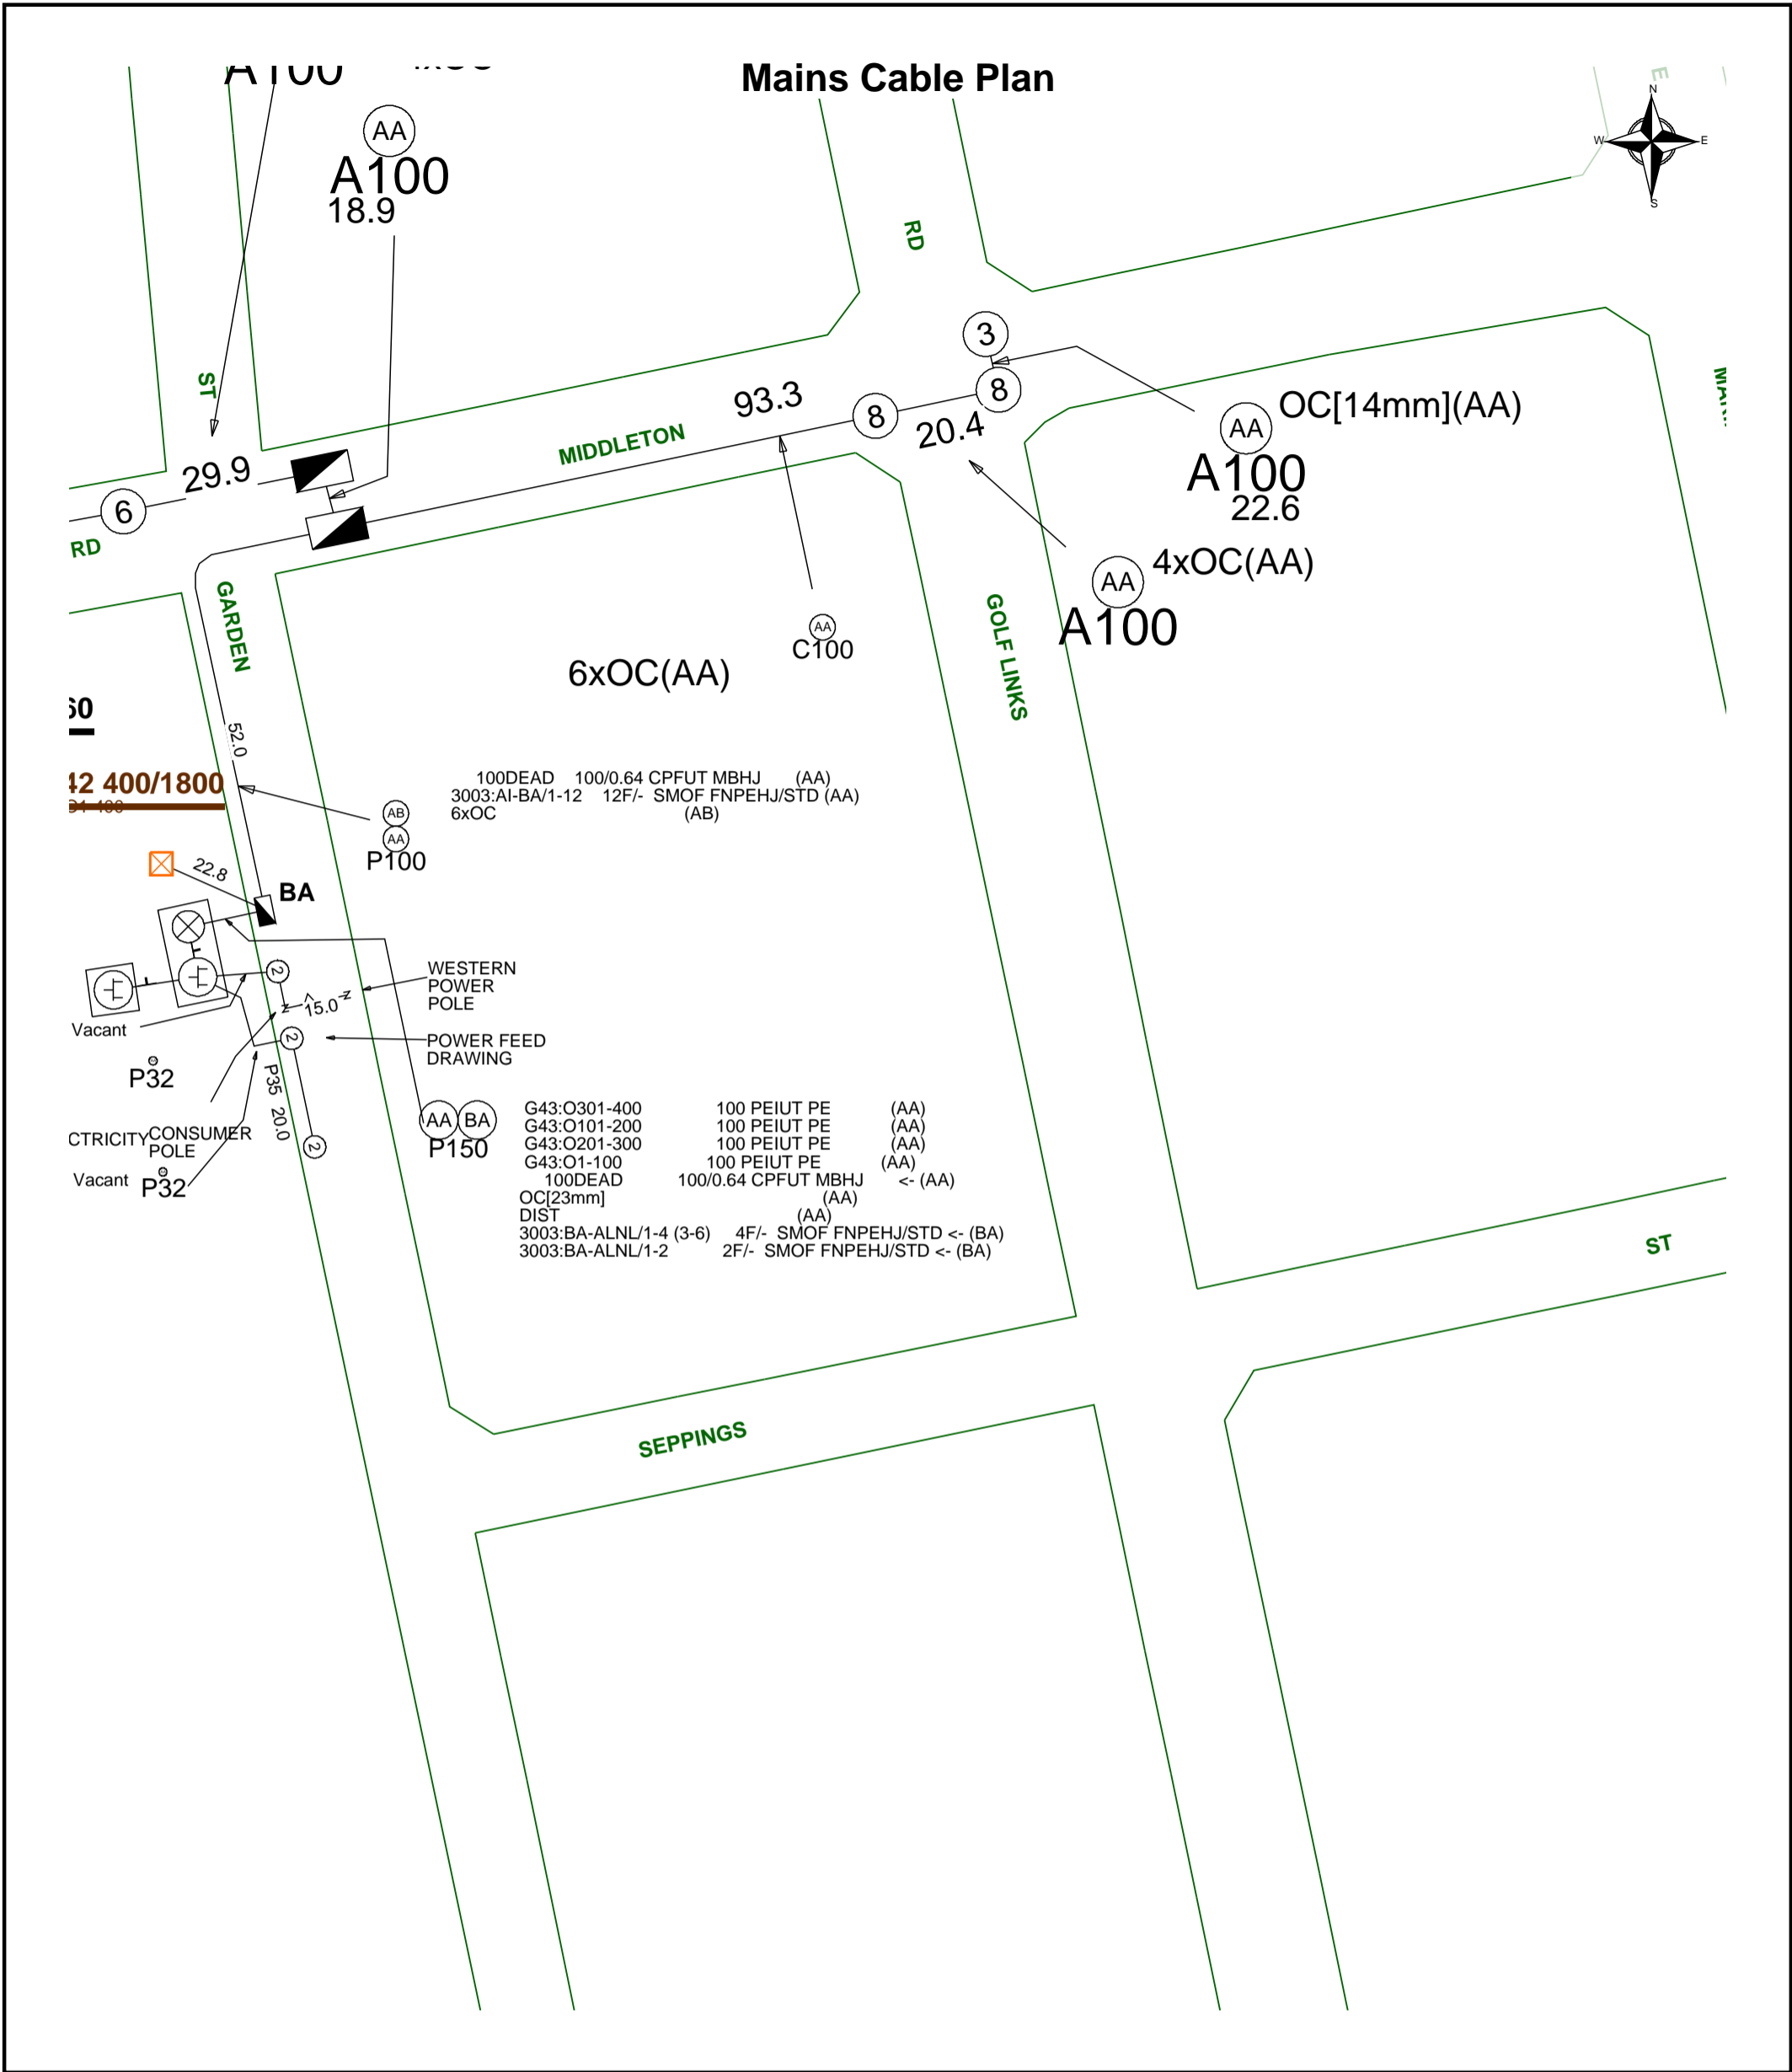 Mains Cable Plan
A100
N
W
E
S
AA
A100
18.9
RD
3
ST
93.3
8
8
OC[14mm](AA)
AA
20.4
MIDDLETON
A100
29.9
22.6
6
RD
4xOC(AA)
AA
A100
GARDEN
GOLF LINKS
AA
C100
6xOC(AA)
52.0
42 400/1800
100DEAD 100/0.64 CPFUT MBHJ (AA)
3003:AI-BA/1-12 12F/- SMOF FNPEHJ/STD (AA)
6xOC (AB)
AB
AA
P100
22.8
BA
WESTERN
POWER
POLE
2
15.0
Vacant
2
POWER FEED
DRAWING
P32
P35 20.0
AA
BA
P150
CTRICITY CONSUMER
POLE
2
Vacant
P32
G43:O301-400 100 PEIUT PE (AA)
G43:O101-200 100 PEIUT PE (AA)
G43:O201-300 100 PEIUT PE (AA)
G43:O1-100 100 PEIUT PE (AA)
100DEAD 100/0.64 CPFUT MBHJ <- (AA)
OC[23mm] (AA)
DIST (AA)
3003:BA-ALNL/1-4 (3-6) 4F/- SMOF FNPEHJ/STD <- (BA)
3003:BA-ALNL/1-2 2F/- SMOF FNPEHJ/STD <- (BA)
ST
SEPPINGS